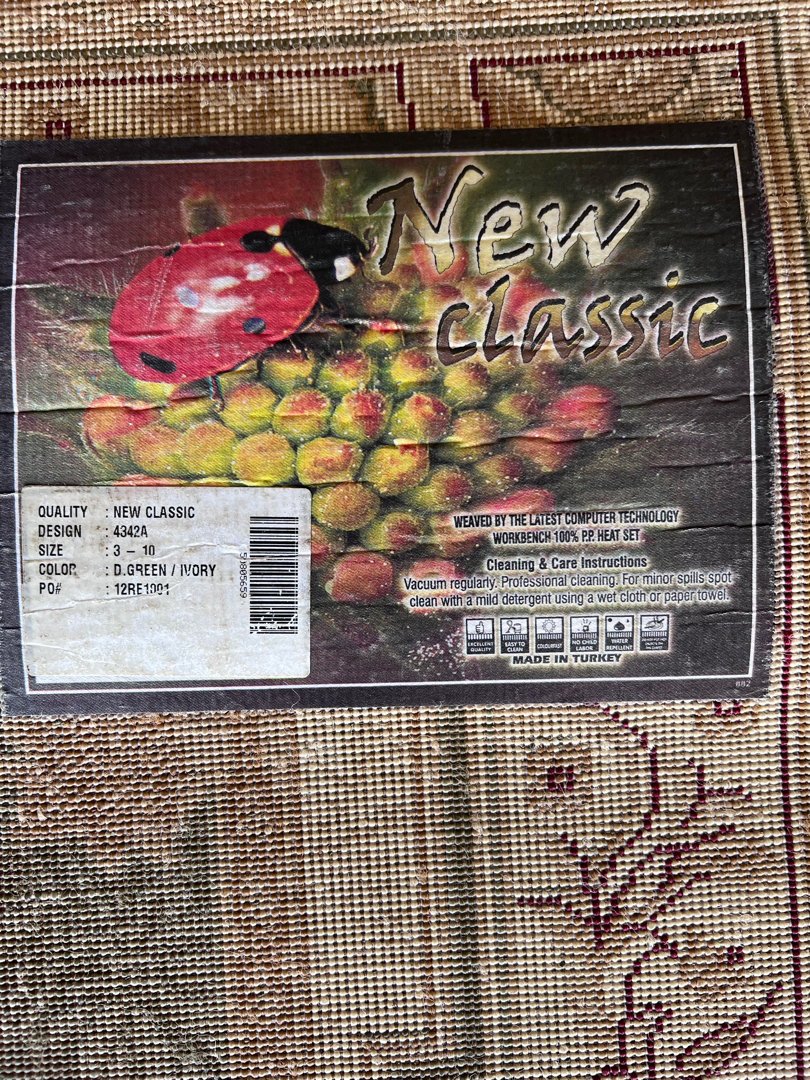 New
classic
QUALITY : NEW CLASSIC
DESIGN : 4342A
SIZE : 3 – 10
COLOR : D.GREEN / IVORY
PO# : 12RE1001
51805659
WEAVED BY THE LATEST COMPUTER TECHNOLOGY
WORKBENCH 100% P.P. HEAT SET
Cleaning & Care Instructions
Vacuum regularly. Professional cleaning. For minor spills spot
clean with a mild detergent using a wet cloth or paper towel.
EXCELLENT QUALITY
EASY TO CLEAN
COLOURFAST
NO CHILD LABOR
WATER REPELLENT
MADE IN TURKEY
682